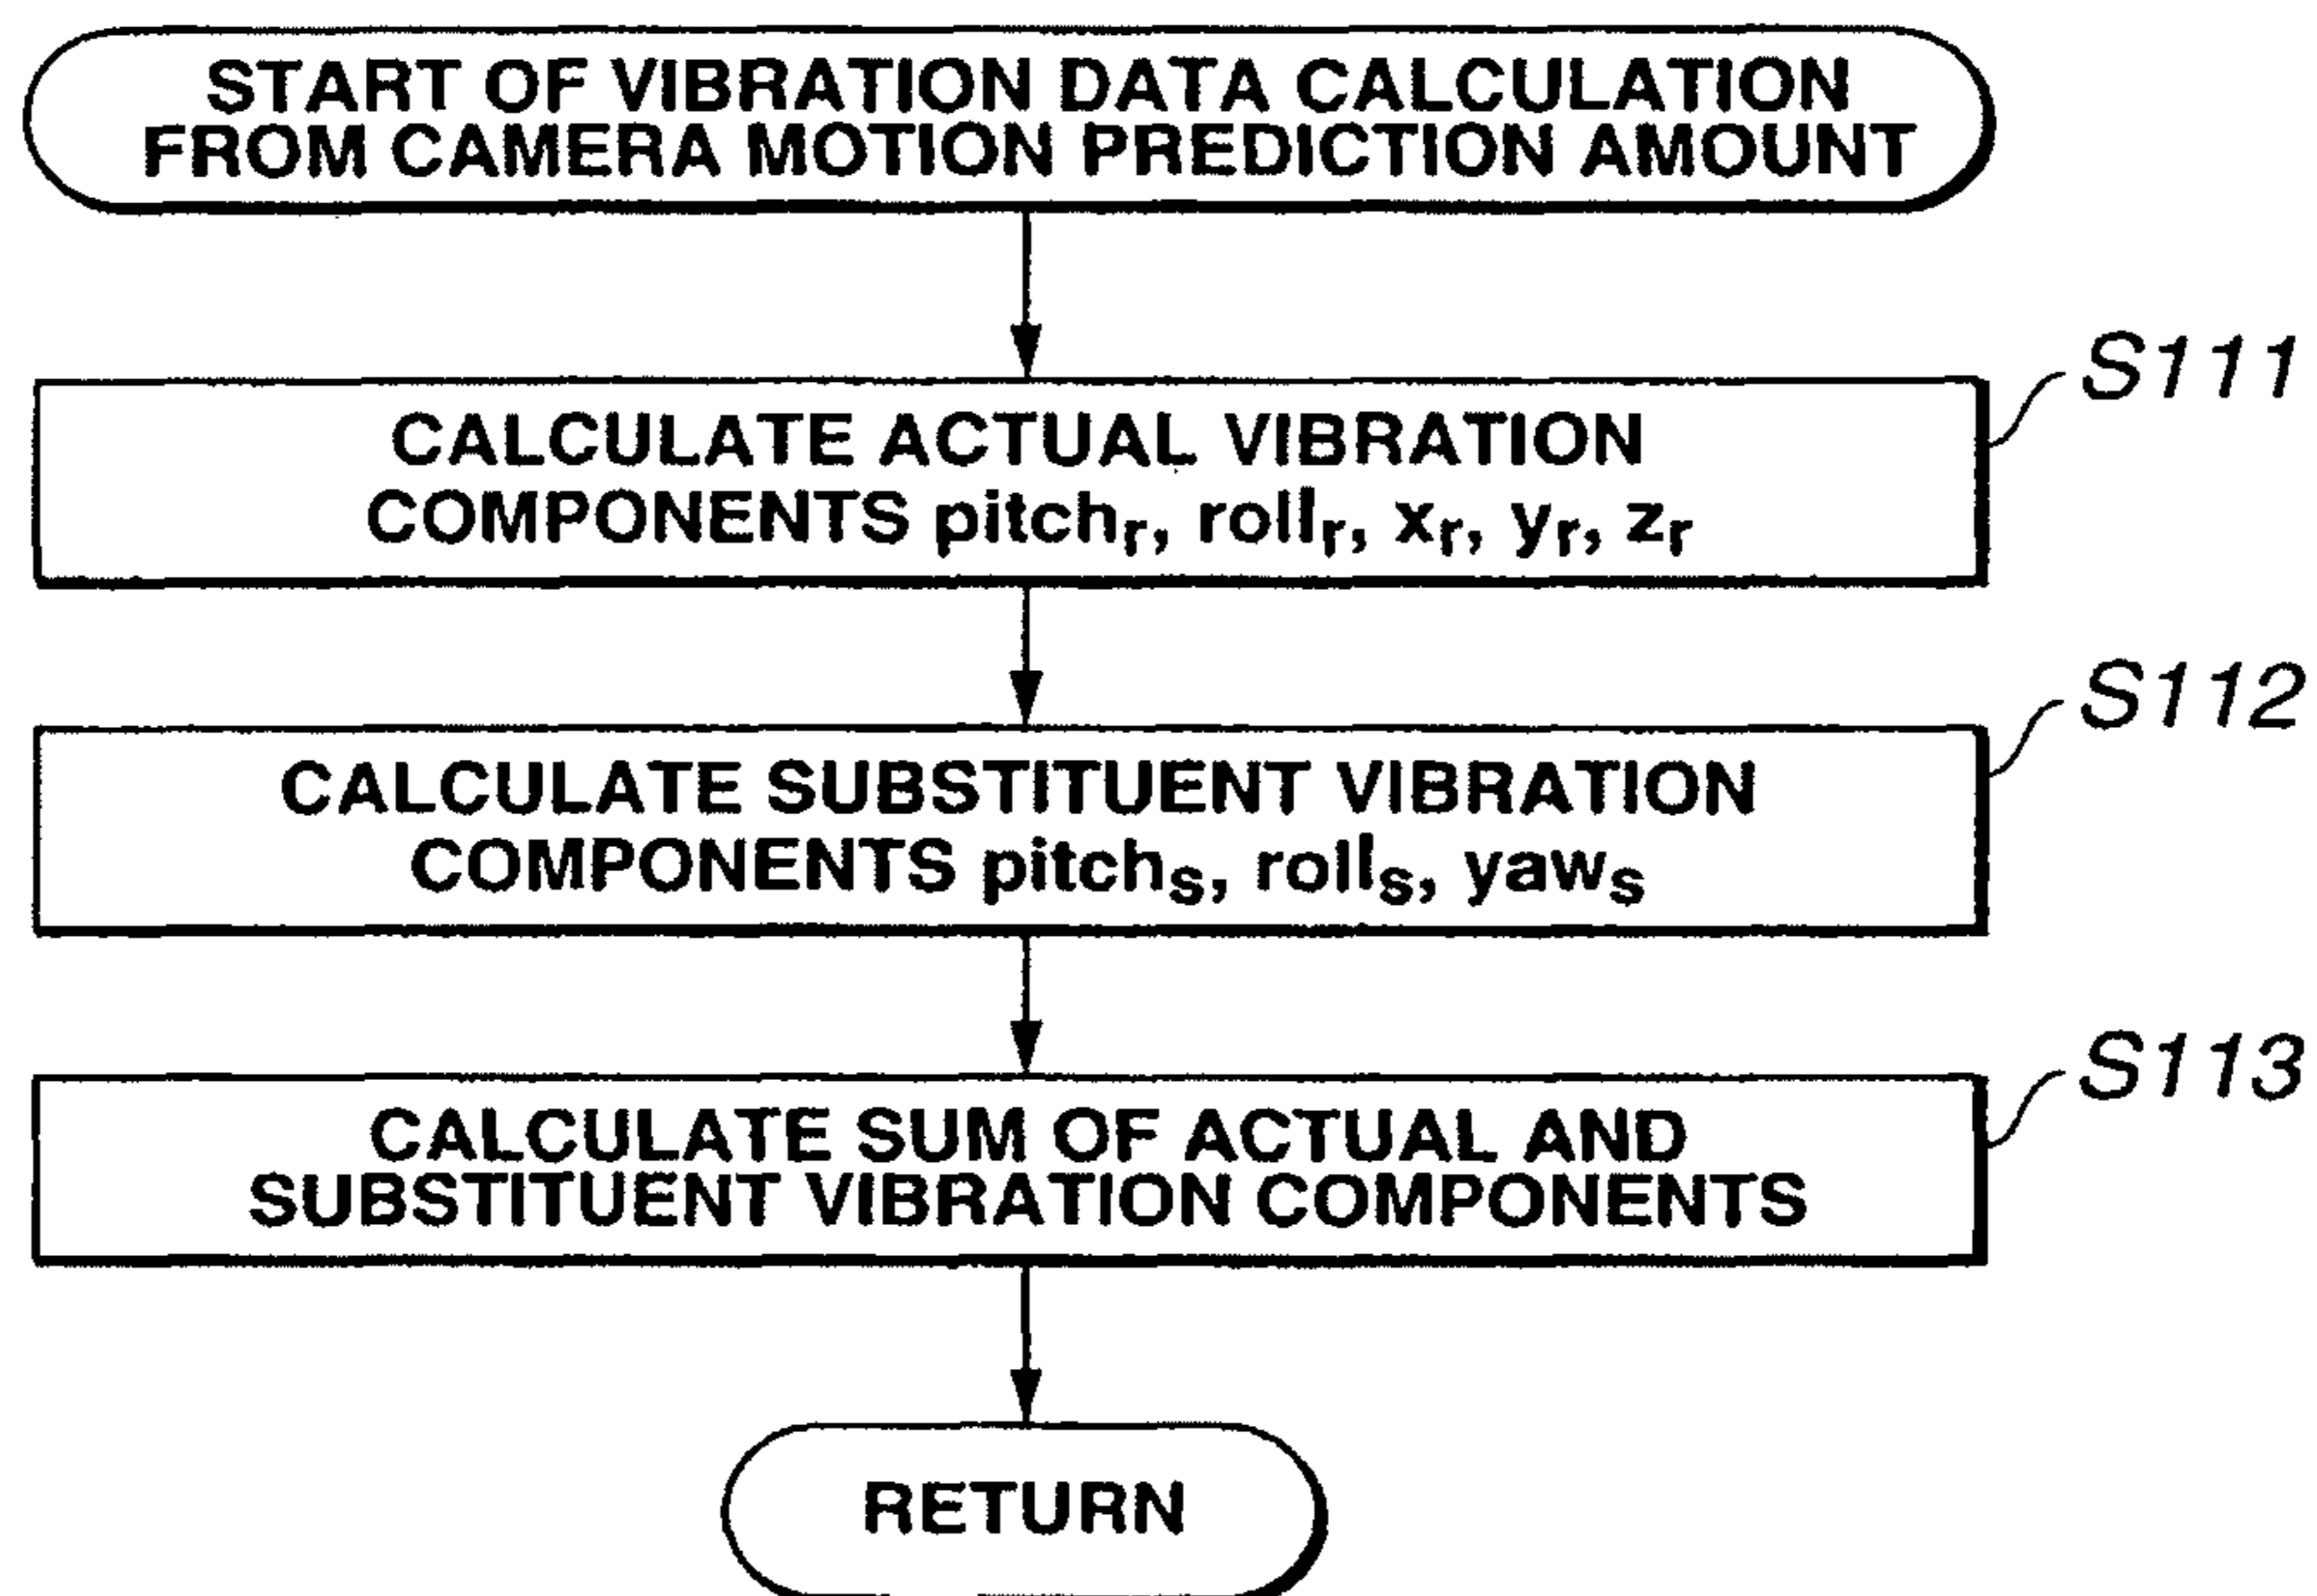 START OF VIBRATION DATA CALCULATION
FROM CAMERA MOTION PREDICTION AMOUNT
S111
CALCULATE ACTUAL VIBRATION
COMPONENTS pitchr, rollr, xr, yr, zr
S112
CALCULATE SUBSTITUENT VIBRATION
COMPONENTS pitchs, rolls, yaws
S113
CALCULATE SUM OF ACTUAL AND
SUBSTITUENT VIBRATION COMPONENTS
RETURN